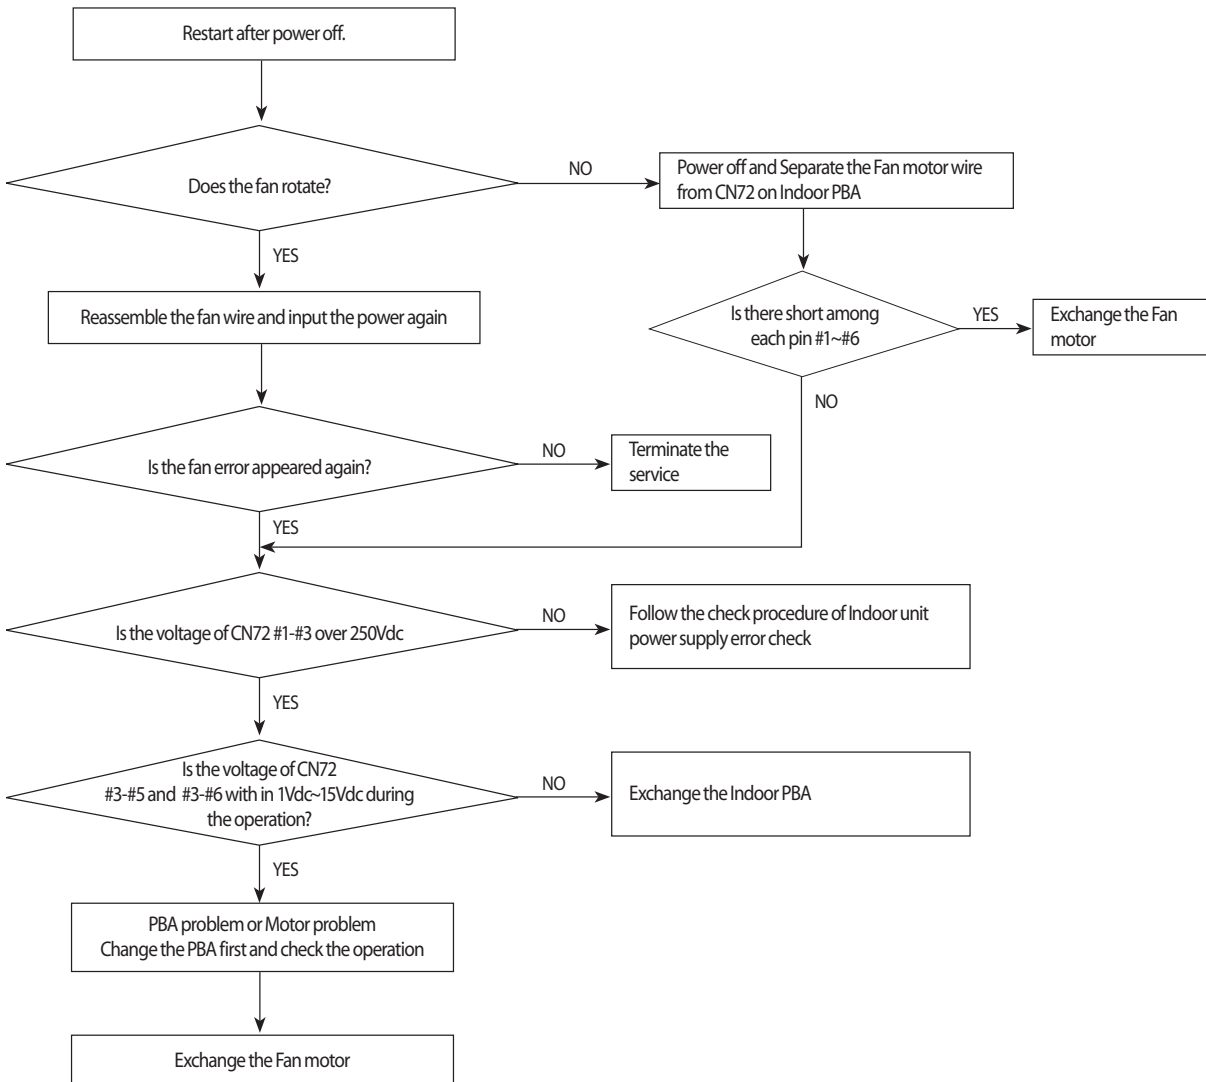 Restart after power off.
Does the fan rotate?
NO
Power off and Separate the Fan motor wire
from CN72 on Indoor PBA
YES
Reassemble the fan wire and input the power again
Is there short among
each pin #1~#6
YES
Exchange the Fan
motor
NO
Is the fan error appeared again?
NO
Terminate the
service
YES
Is the voltage of CN72 #1-#3 over 250Vdc
NO
Follow the check procedure of Indoor unit
power supply error check
YES
Is the voltage of CN72
#3-#5 and #3-#6 with in 1Vdc~15Vdc during
the operation?
NO
Exchange the Indoor PBA
YES
PBA problem or Motor problem
Change the PBA first and check the operation
Exchange the Fan motor